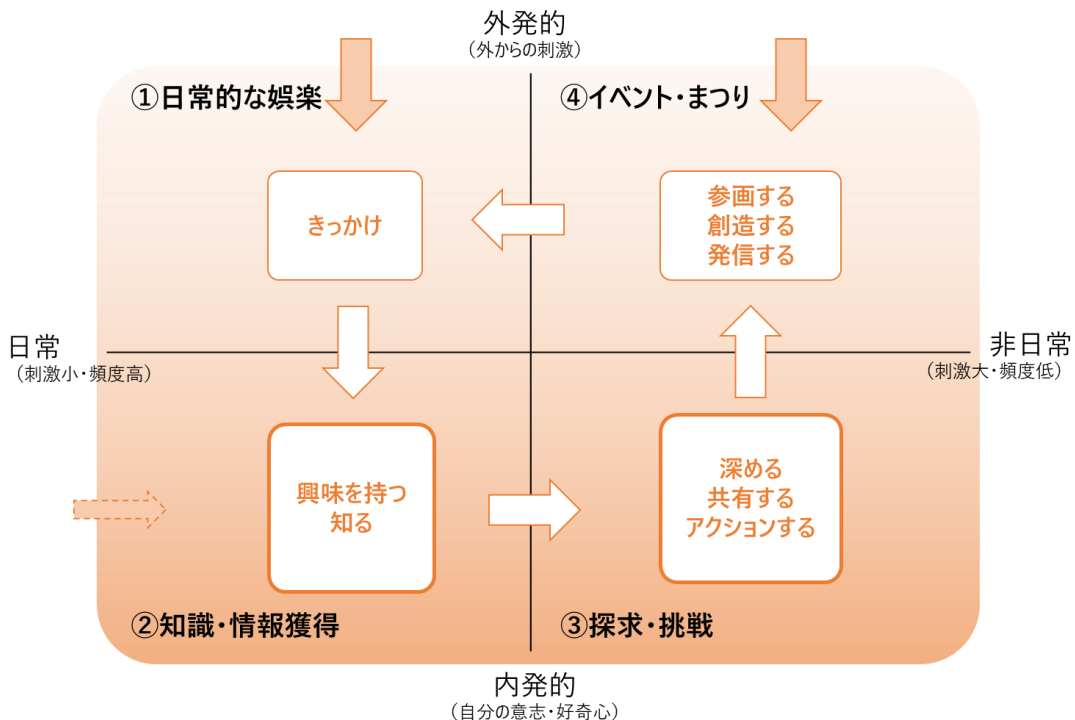 外発的
（外からの刺激）
①日常的な娯楽
④イベント・まつり
きっかけ
参画する
創造する
発信する
日常
（刺激小・頻度高）
非日常
（刺激大・頻度低）
興味を持つ
知る
深める
共有する
アクションする
②知識・情報獲得
③探求・挑戦
内発的
（自分の意志・好奇心）